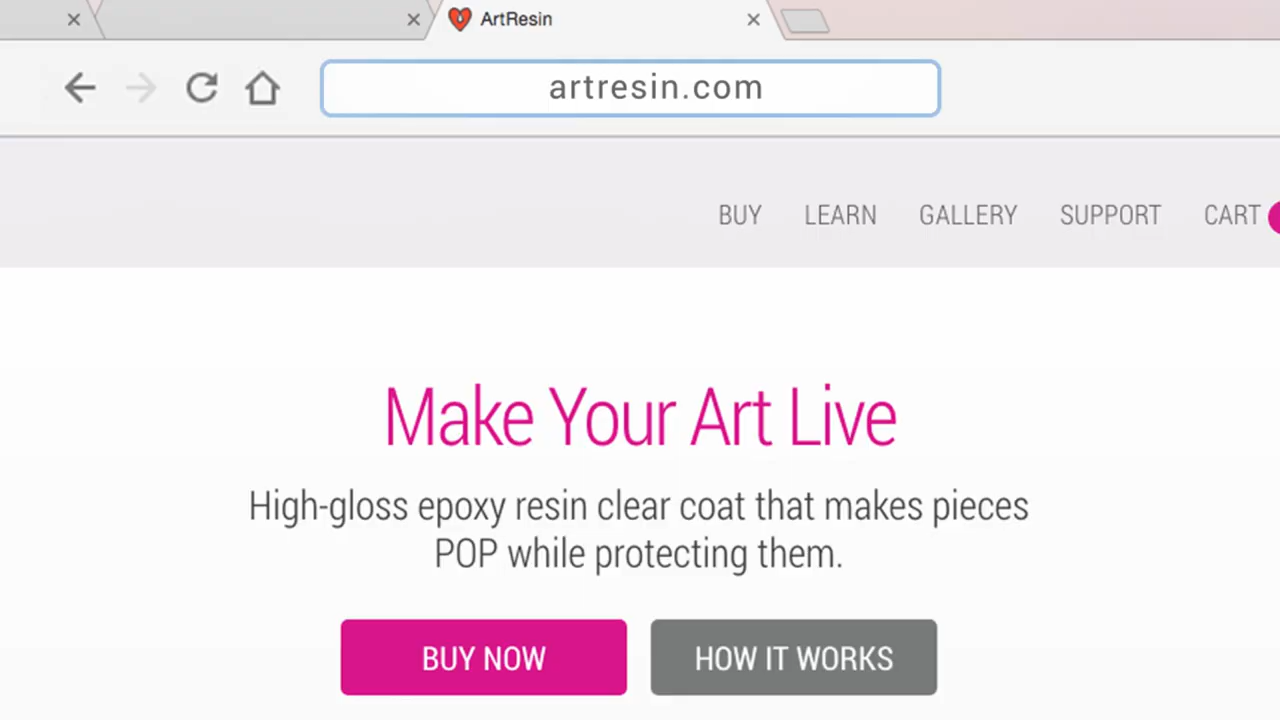 ArtResin
artresin.com
BUY LEARN GALLERY SUPPORT CART
Make Your Art Live
High-gloss epoxy resin clear coat that makes pieces
POP while protecting them.
BUY NOW HOW IT WORKS